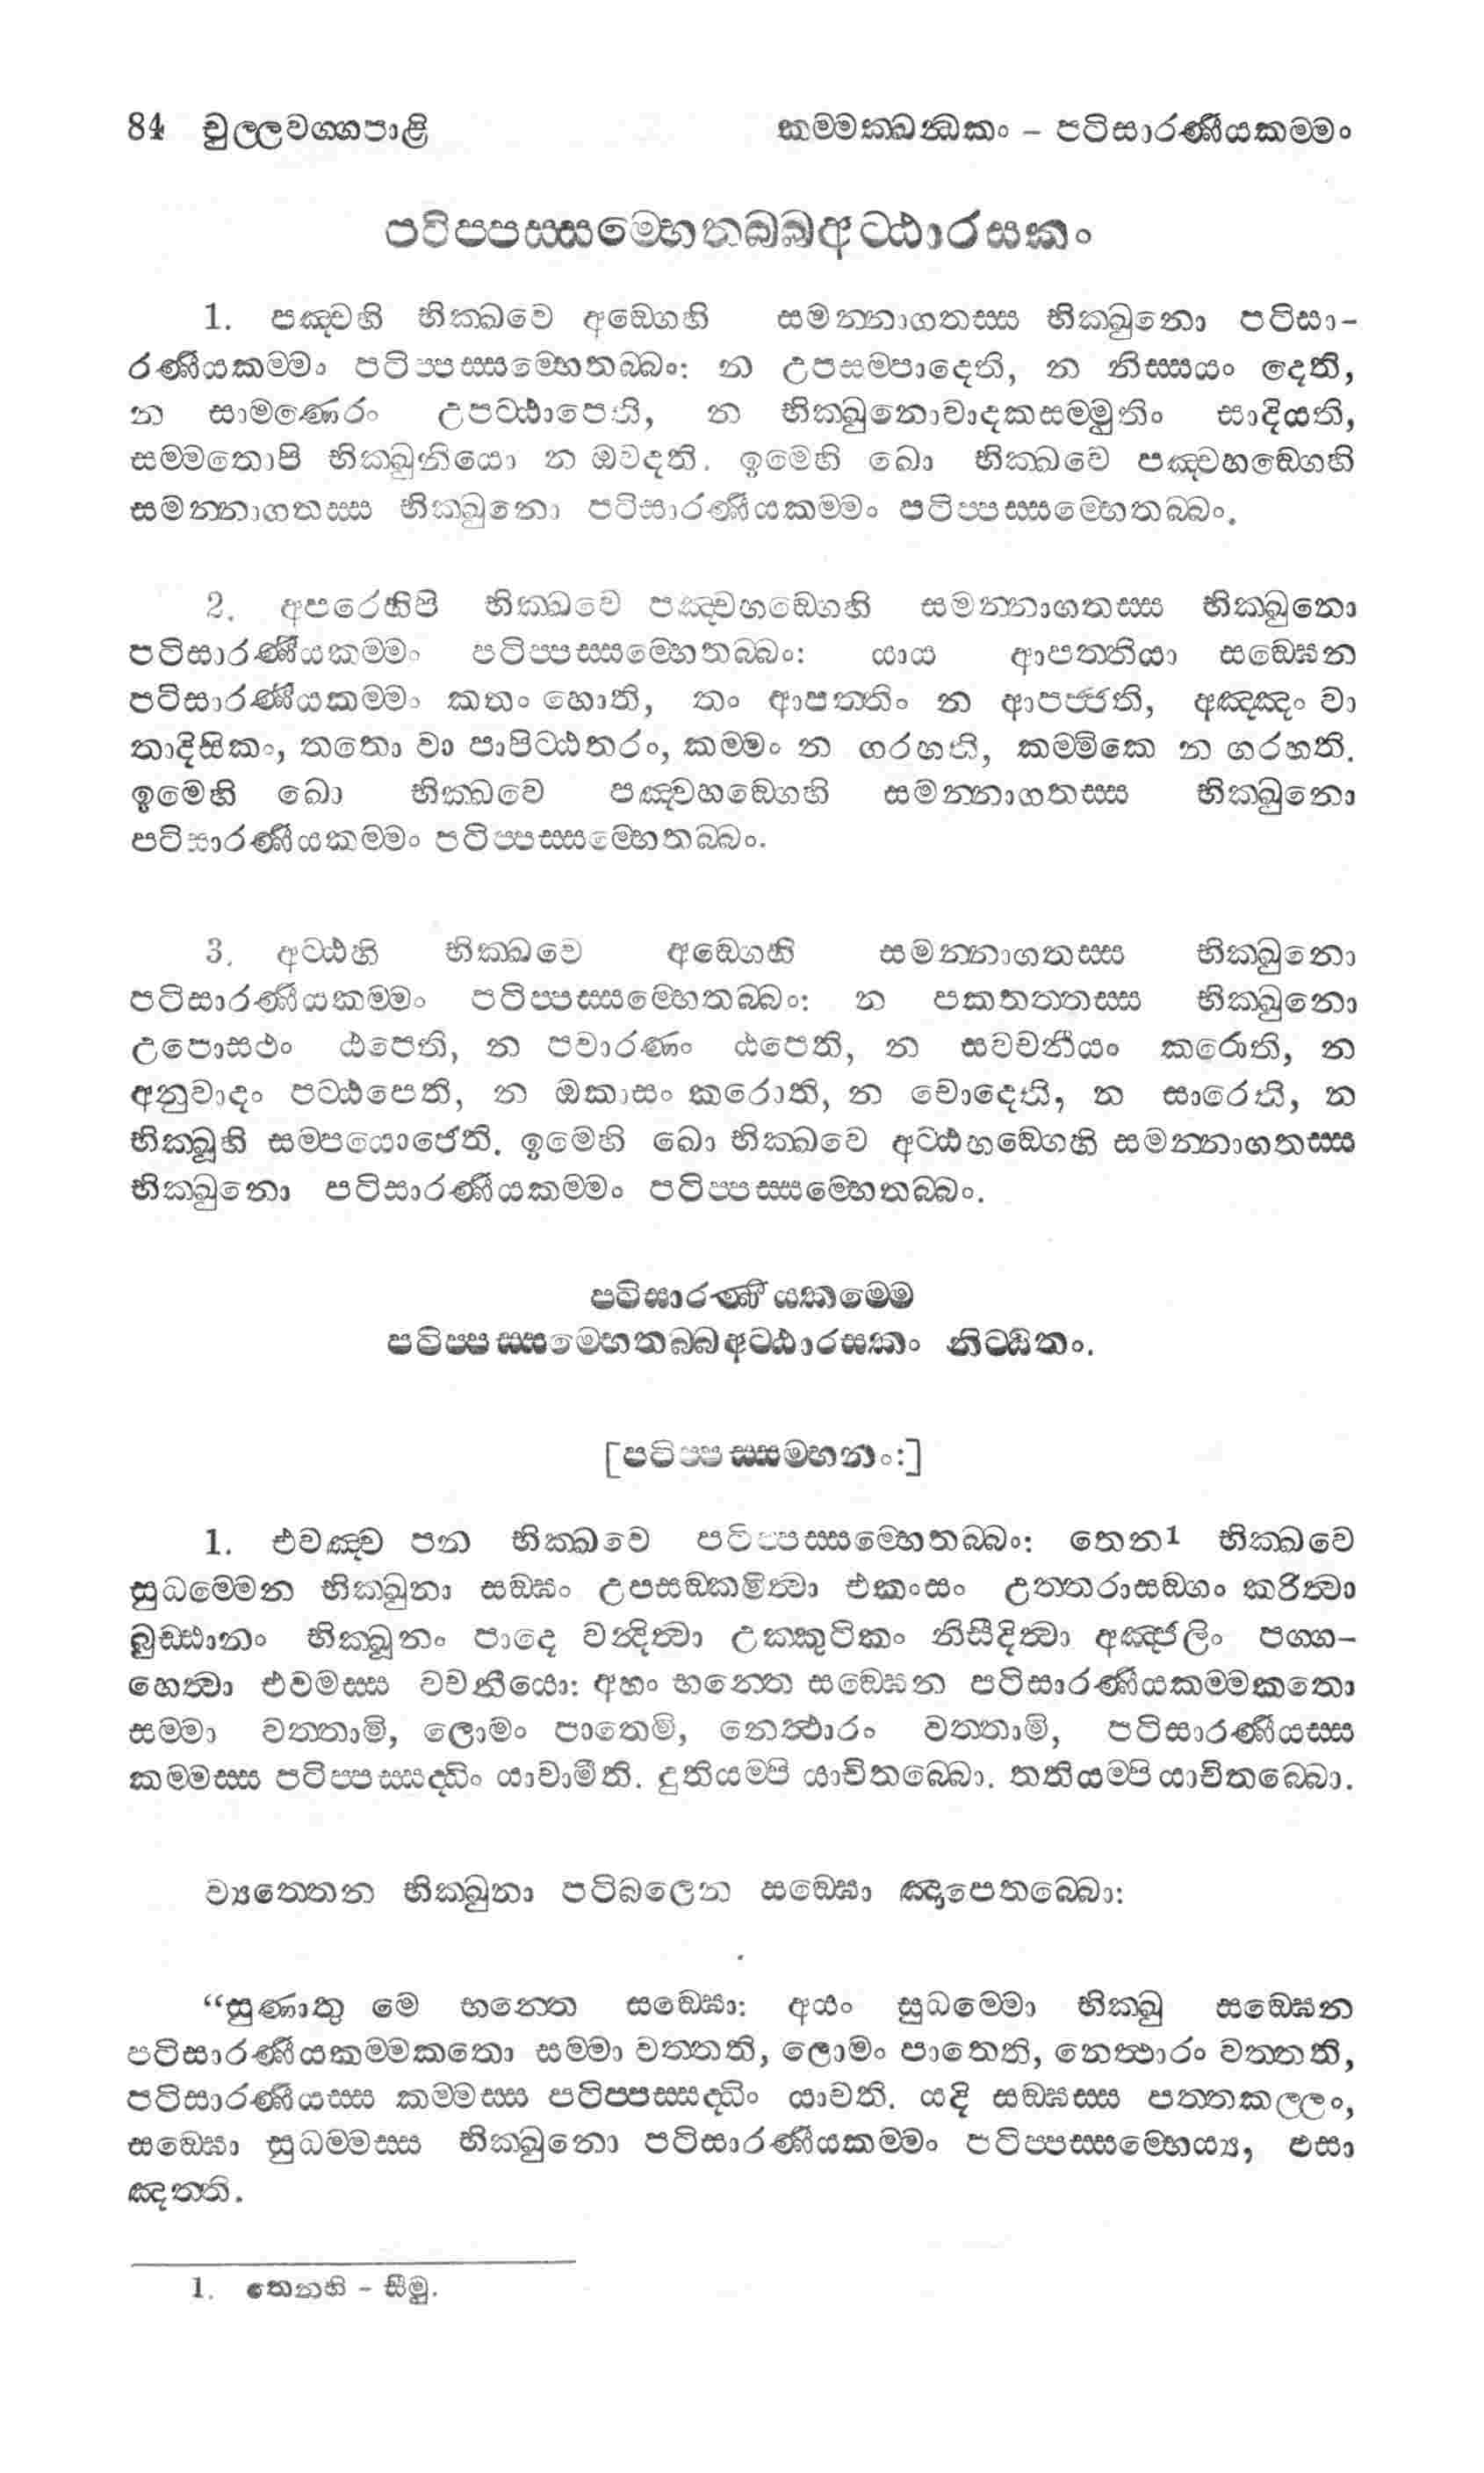 84 චුල්ලවග්ගපාළි කම්මක්ඛන්ධකං – පටිසාරණීයකම්මං
පටිප්පස්සම්භෙතබ්බඅට්ඨාරසකං
1. පඤ්චහි භික්ඛවෙ අඞ්ගෙහි සමන්නාගතස්ස භික්ඛුනො පටිසා-
රණීයකම්මං පටිප්පස්සම්භෙතබ්බං: න උපසම්පාදෙති, න නිස්සයං දෙති,
න සාමණෙරං උපට්ඨාපෙති, න භික්ඛුනොවාදකසම්මුතිං සාදියති,
සම්මතොපි භික්ඛුනියො න ඔවදති. ඉමෙහි ඛො භික්ඛවෙ පඤ්චහඞ්ගෙහි
සමන්නාගතස්ස භික්ඛුනො පටිසාරණීයකම්මං පටිප්පස්සම්භෙතබ්බං.
2. අපරෙහිපි භික්ඛවෙ පඤ්චහඞ්ගෙහි සමන්නාගතස්ස භික්ඛුනො
පටිසාරණීයකම්මං පටිප්පස්සම්භෙතබ්බං: යාය ආපත්තියා සඞ්ඝෙන
පටිසාරණීයකම්මං කතං හොති, තං ආපත්තිං න ආපජ්ජති, අඤ්ඤං වා
තාදිසිකං, තතො වා පාපිට්ඨතරං, කම්මං න ගරහති, කම්මිකෙ න ගරහති.
ඉමෙහි ඛො භික්ඛවෙ පඤ්චහඞ්ගෙහි සමන්නාගතස්ස භික්ඛුනො
පටිසාරණීයකම්මං පටිප්පස්සම්භෙතබ්බං.
3. අට්ඨහි භික්ඛවෙ අඞ්ගෙහි සමන්නාගතස්ස භික්ඛුනො
පටිසාරණීයකම්මං පටිප්පස්සම්භෙතබ්බං: න පකතත්තස්ස භික්ඛුනො
උපොසථං ඨපෙති, න පවාරණං ඨපෙති, න සවචනීයං කරොති, න
අනුවාදං පට්ඨපෙති, න ඔකාසං කරොති, න චොදෙති, න සාරෙති, න
භික්ඛූහි සම්පයොජෙති. ඉමෙහි ඛො භික්ඛවෙ අට්ඨහඞ්ගෙහි සමන්නාගතස්ස
භික්ඛුනො පටිසාරණීයකම්මං පටිප්පස්සම්භෙතබ්බං.
පටිසාරණීයකම්මෙ
පටිප්පස්සම්භෙතබ්බඅට්ඨාරසකං නිට්ඨිතං.
[පටිප්පස්සම්භනං:]
1. එවඤ්ච පන භික්ඛවෙ පටිප්පස්සම්භෙතබ්බං: තෙන1 භික්ඛවෙ
සුධම්මෙන භික්ඛුනා සඞ්ඝං උපසඞ්කමිත්වා එකංසං උත්තරාසඞ්ගං කරිත්වා
බුඩ්ඪානං භික්ඛූනං පාදෙ වන්දිත්වා උක්කුටිකං නිසීදිත්වා අඤ්ජලිං පග්ග-
හෙත්වා එවමස්ස වචනීයො: අහං භන්තෙ සඞ්ඝෙන පටිසාරණීයකම්මකතො
සම්මා වත්තාමි, ලොමං පාතෙමි, නෙත්ථාරං වත්තාමි, පටිසාරණීයස්ස
කම්මස්ස පටිප්පස්සද්ධිං යාචාමීති. දුතියම්පි යාචිතබ්බො. තතියම්පි යාචිතබ්බො.
ව්‍යත්තෙන භික්ඛුනා පටිබලෙන සඞ්ඝො ඤාපෙතබ්බො:
“සුණාතු මෙ භන්තෙ සඞ්ඝො: අයං සුධම්මො භික්ඛු සඞ්ඝෙන
පටිසාරණීයකම්මකතො සම්මා වත්තති, ලොමං පාතෙති, නෙත්ථාරං වත්තති,
පටිසාරණීයස්ස කම්මස්ස පටිප්පස්සද්ධිං යාචති. යදි සඞ්ඝස්ස පත්තකල්ලං,
සඞ්ඝො සුධම්මස්ස භික්ඛුනො පටිසාරණීයකම්මං පටිප්පස්සම්භෙය්‍ය, එසා
ඤත්ති.
1. තෙනහි – සීමු.